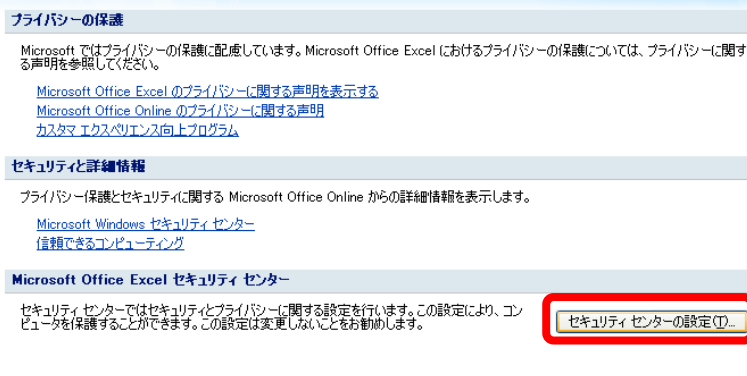 プライバシーの保護
Microsoft ではプライバシーの保護に配慮しています。Microsoft Office Excel におけるプライバシーの保護については、プライバシーに関す
る声明を参照してください。
Microsoft Office Excel のプライバシーに関する声明を表示する
Microsoft Office Online のプライバシーに関する声明
カスタマ エクスペリエンス向上プログラム
セキュリティと詳細情報
プライバシー保護とセキュリティに関する Microsoft Office Online からの詳細情報を表示します。
Microsoft Windows セキュリティ センター
信頼できるコンピューティング
Microsoft Office Excel セキュリティ センター
セキュリティ センターではセキュリティとプライバシーに関する設定を行います。この設定により、コン
ピュータを保護することができます。この設定は変更しないことをお勧めします。
セキュリティ センターの設定(T)...